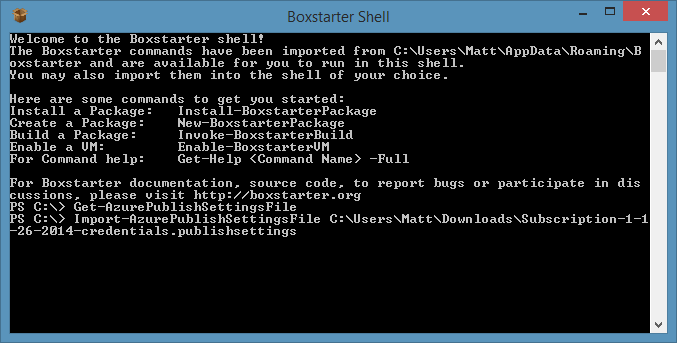 Boxstarter Shell
Welcome to the Boxstarter shell!
The Boxstarter commands have been imported from C:\Users\Matt\AppData\Roaming\B
oxstarter and are available for you to run in this shell.
You may also import them into the shell of your choice.
Here are some commands to get you started:
Install a Package:   Install-BoxstarterPackage
Create a Package:    New-BoxstarterPackage
Build a Package:     Invoke-BoxstarterBuild
Enable a VM:         Enable-BoxstarterVM
For Command help:    Get-Help <Command Name> -Full
For Boxstarter documentation, source code, to report bugs or participate in dis
cussions, please visit http://boxstarter.org
PS C:\> Get-AzurePublishSettingsFile
PS C:\> Import-AzurePublishSettingsFile C:\Users\Matt\Downloads\Subscription-1-1
-26-2014-credentials.publishsettings